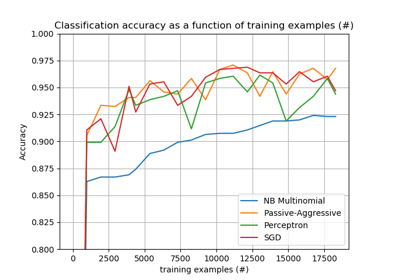 Classification accuracy as a function of training examples (#)
1.000
0.975
0.950
0.925
0.900
0.875
0.850
0.825
0.800
Accuracy
NB Multinomial
Passive-Aggressive
Perceptron
SGD
0 2500 5000 7500 10000 12500 15000 17500
training examples (#)